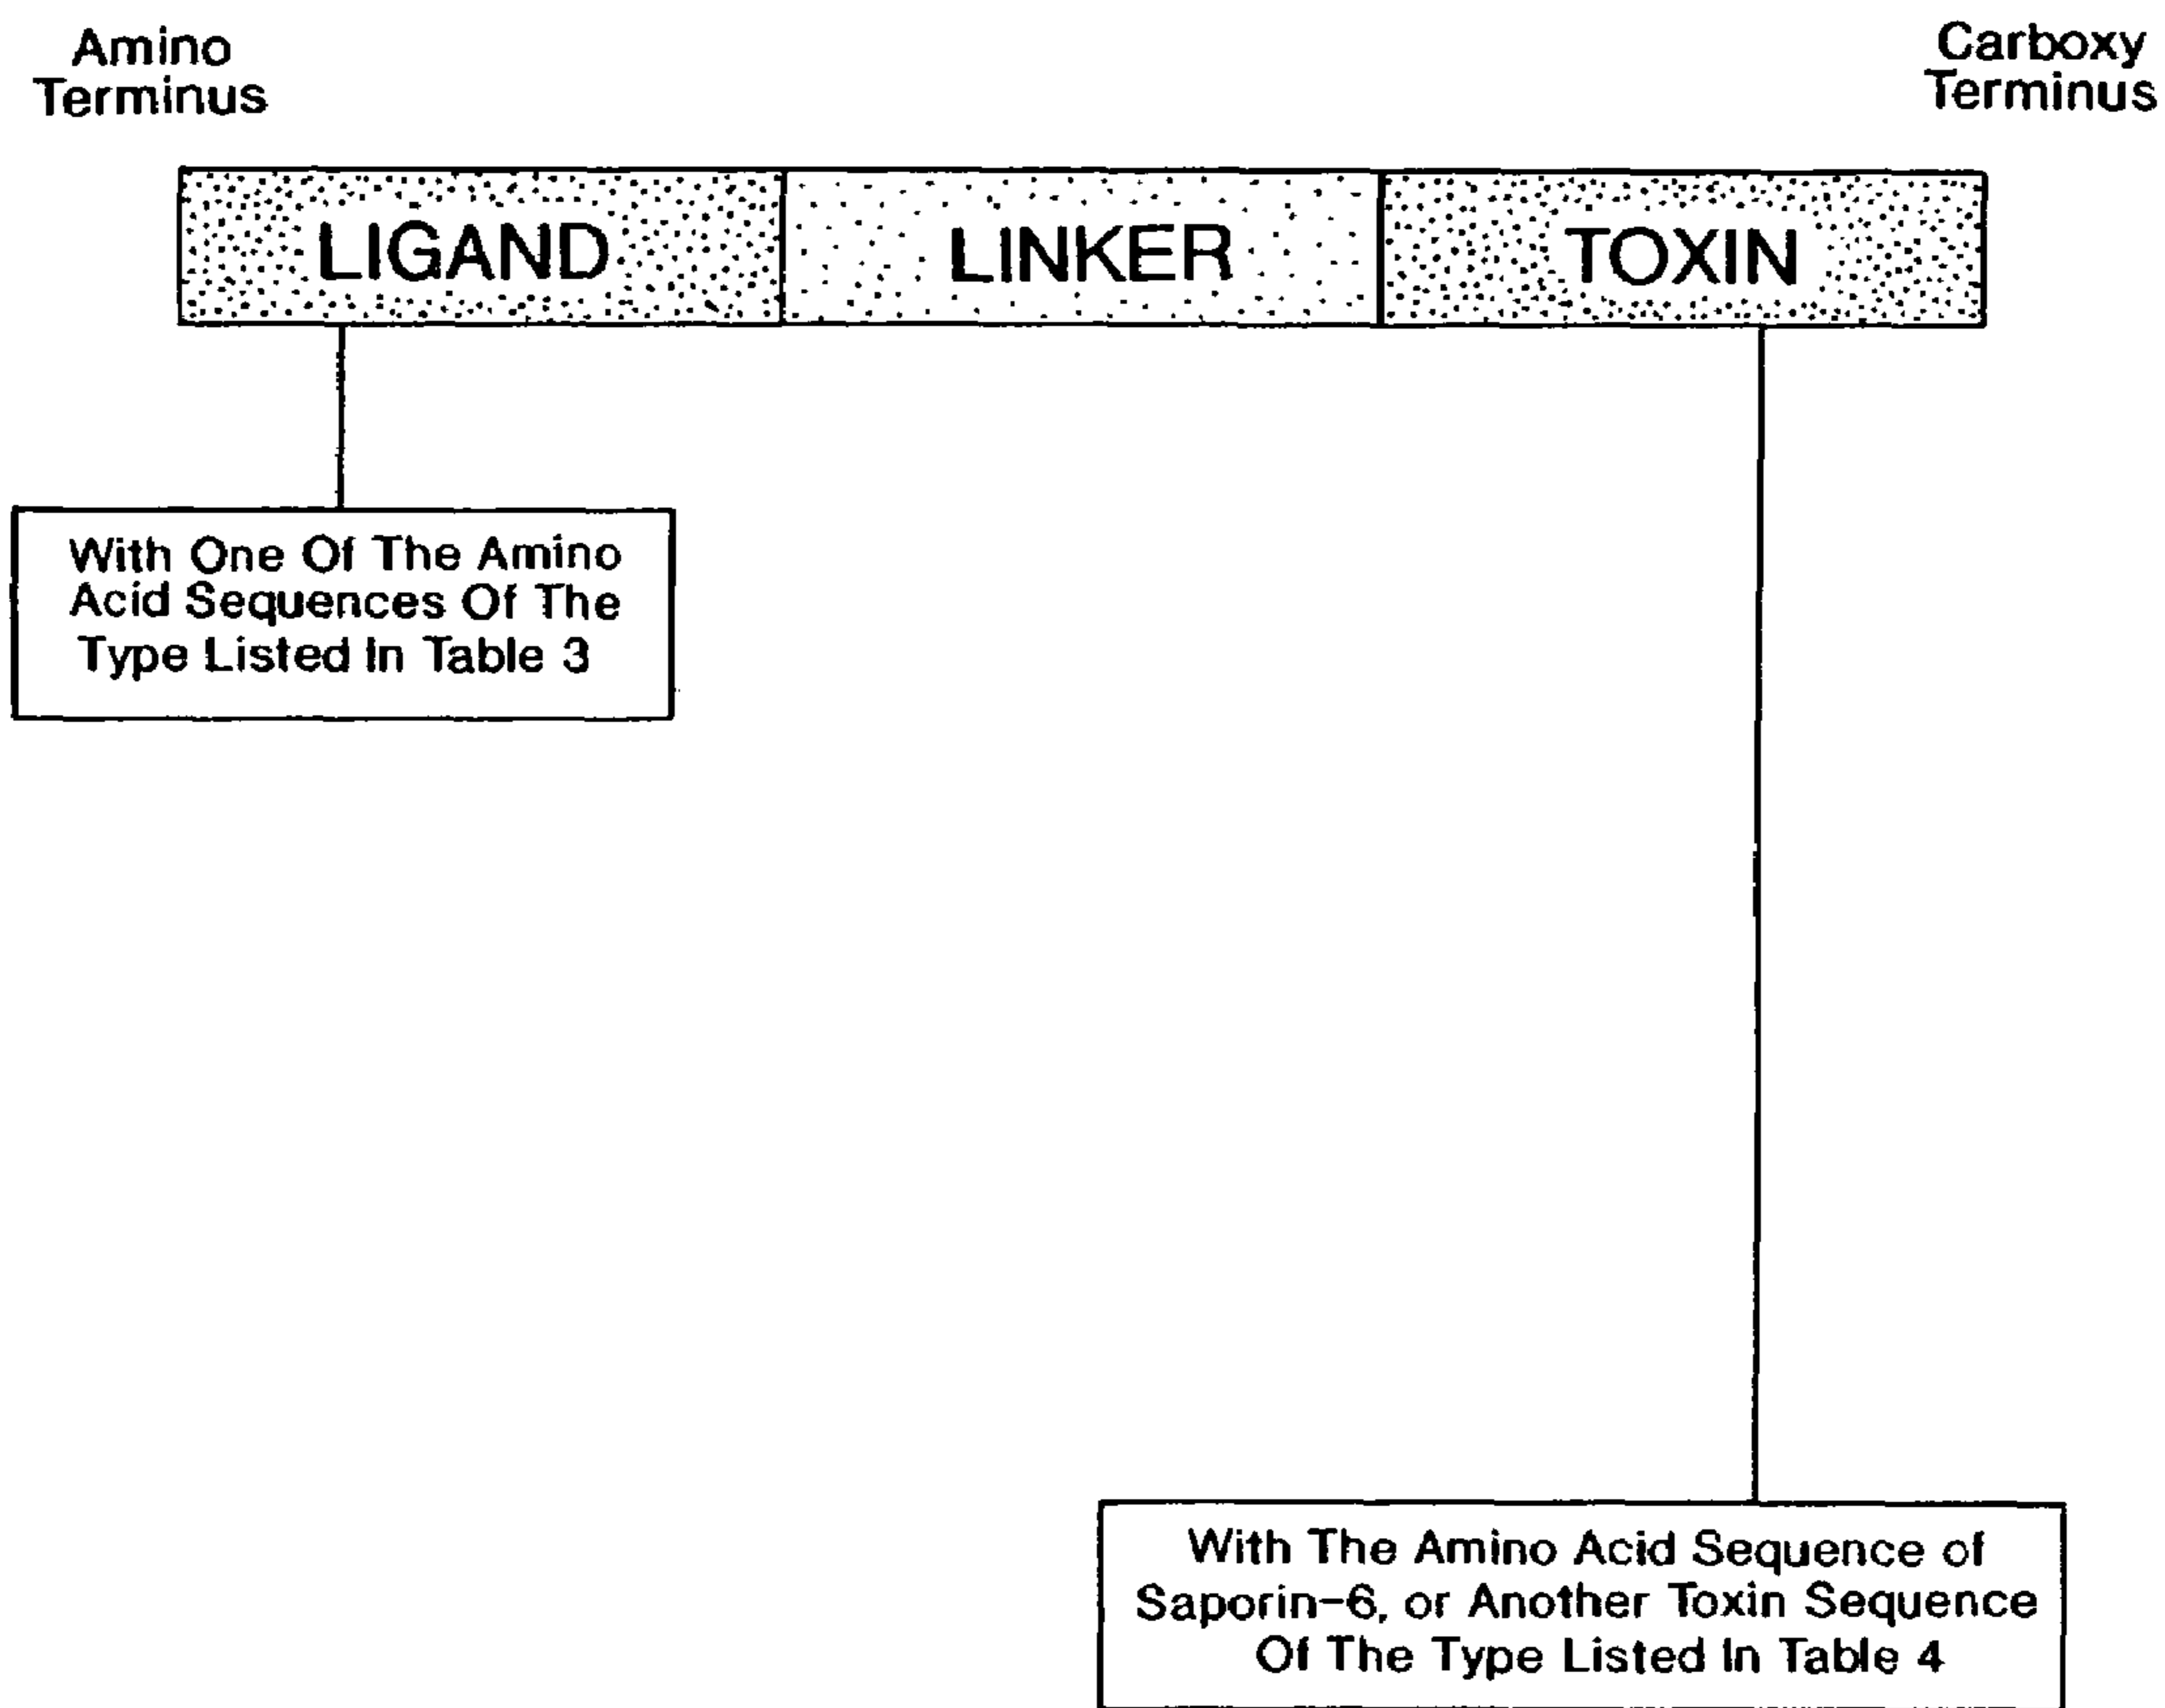 Amino
Terminus
Carboxy
Terminus
LIGAND
LINKER
TOXIN
With One Of The Amino
Acid Sequences Of The
Type Listed In Table 3
With The Amino Acid Sequence of
Saporin-6, or Another Toxin Sequence
Of The Type Listed In Table 4